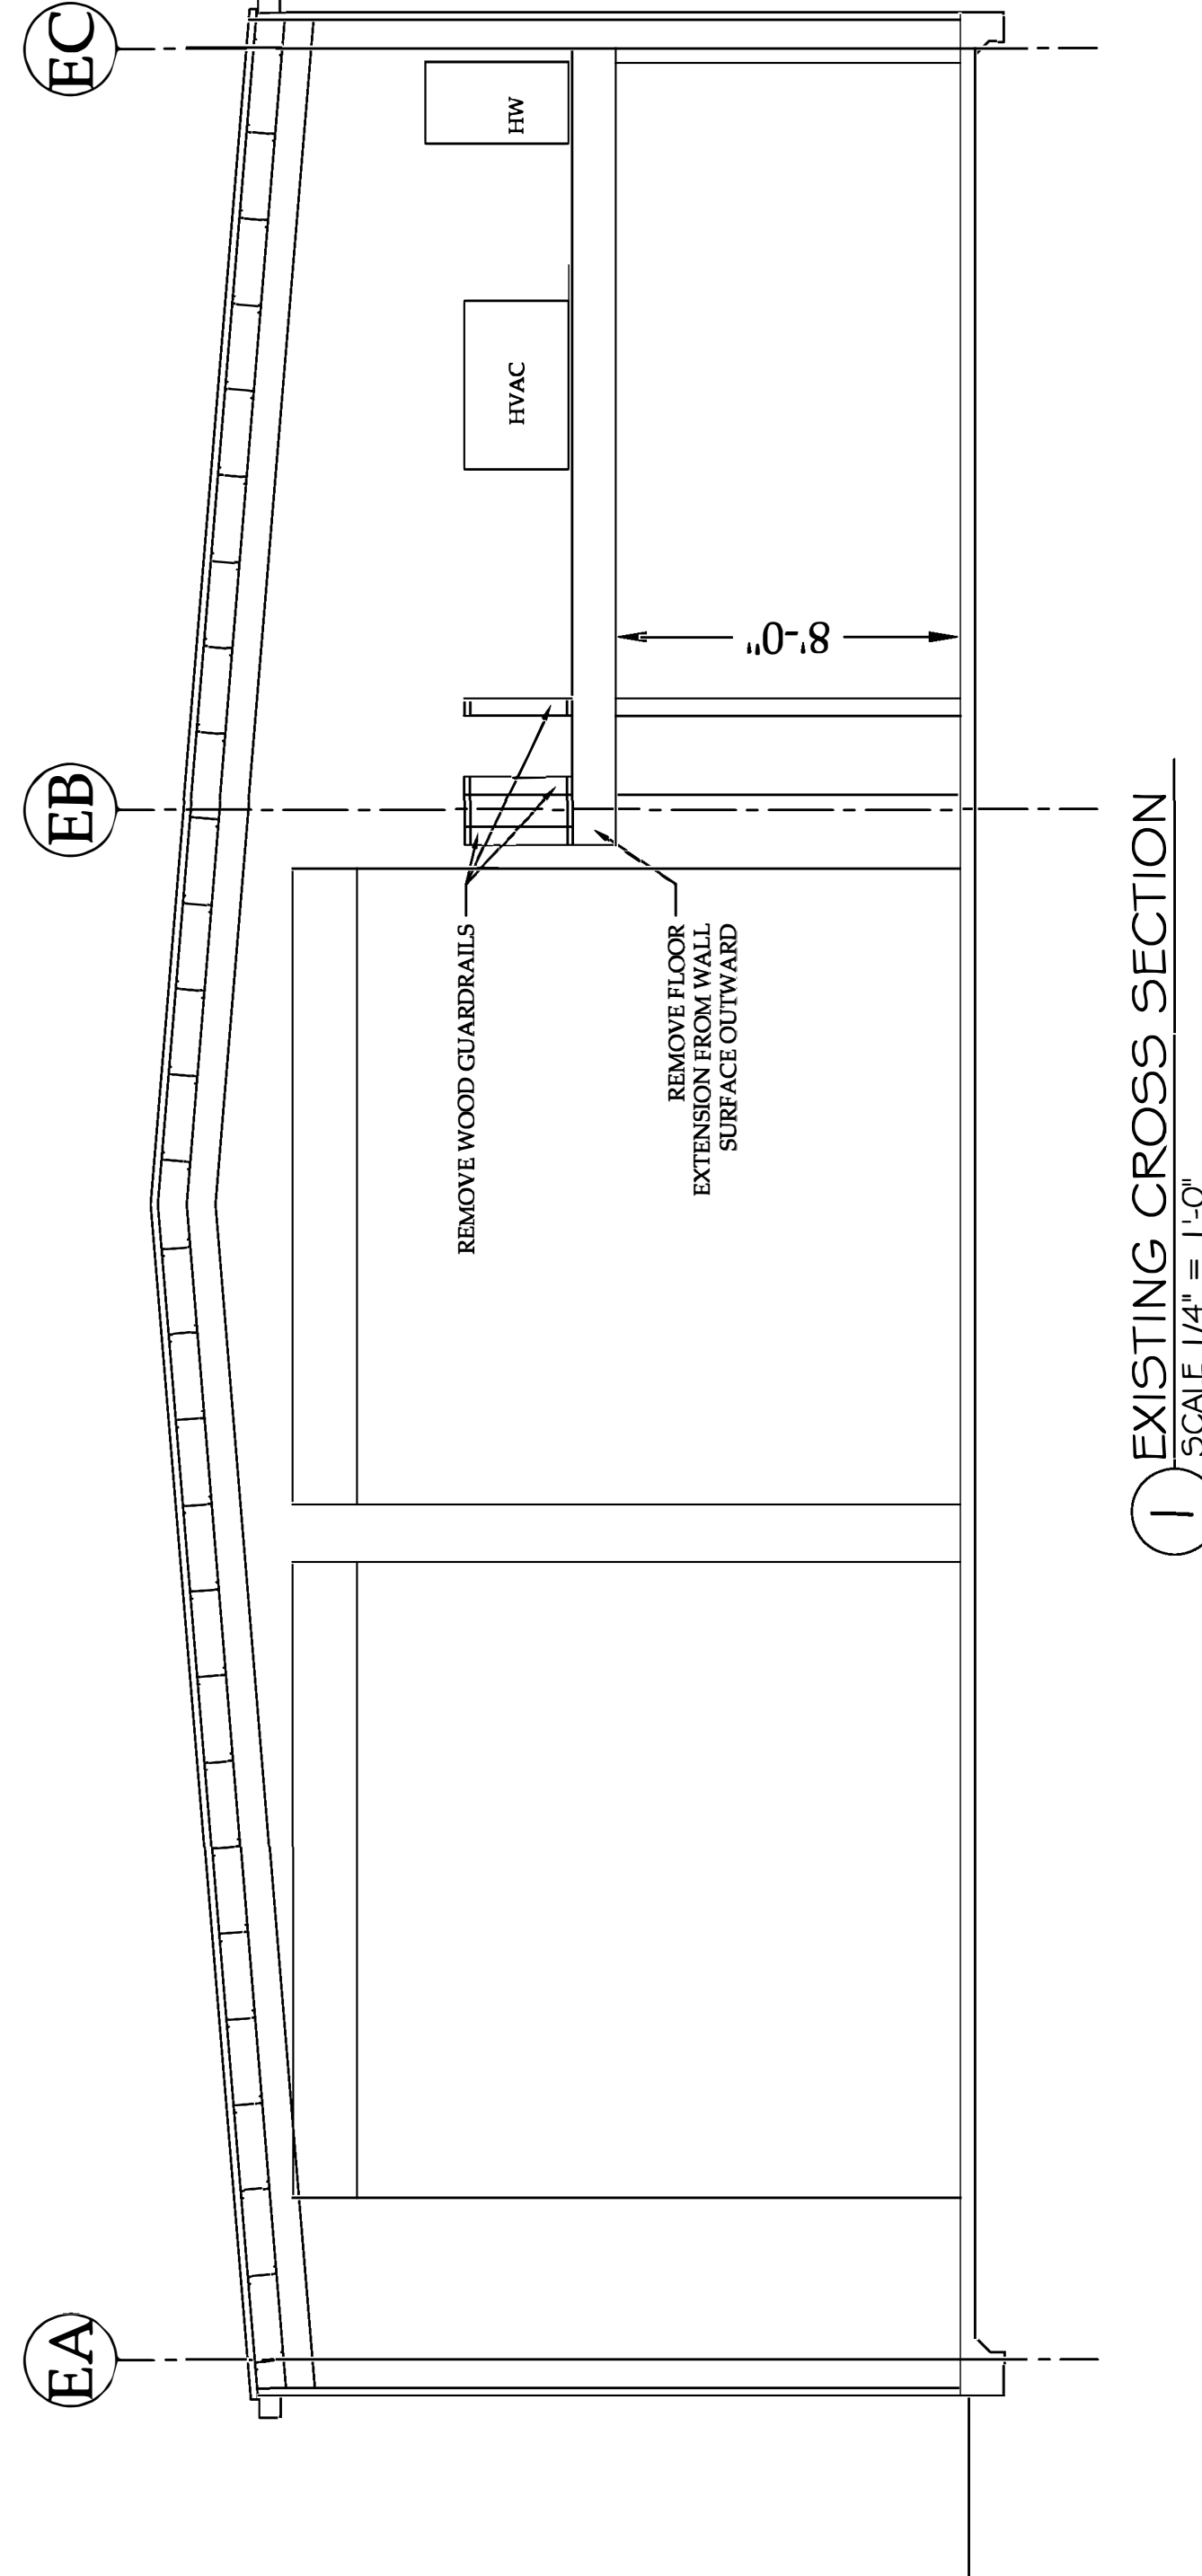 EA
EB
EC
HVAC
HW
REMOVE WOOD GUARDRAILS
8'-0"
REMOVE FLOOR
EXTENSION FROM WALL
SURFACE OUTWARD
1
EXISTING CROSS SECTION
SCALE 1/4" = 1'-0"